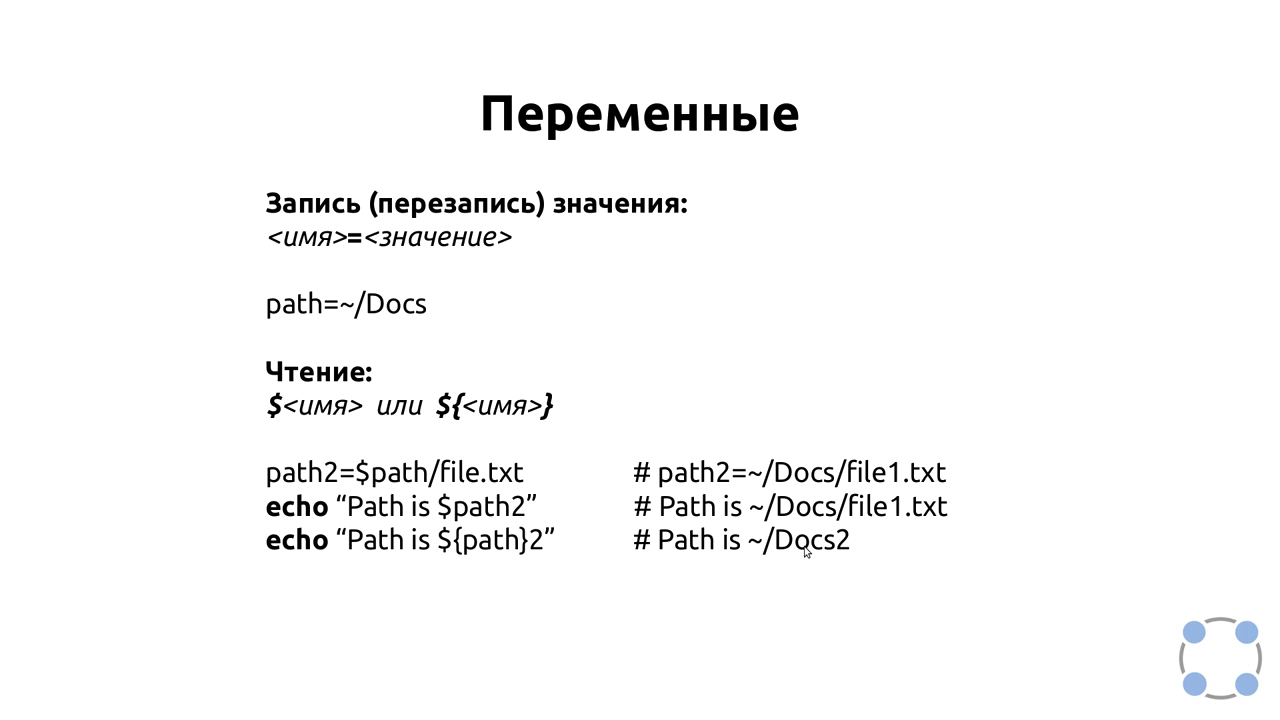 Переменные
Запись (перезапись) значения:
<имя>=<значение>
path=~/Docs
Чтение:
$<имя> или ${<имя>}
path2=$path/file.txt # path2=~/Docs/file1.txt
echo “Path is $path2” # Path is ~/Docs/file1.txt
echo “Path is ${path}2” # Path is ~/Docs2